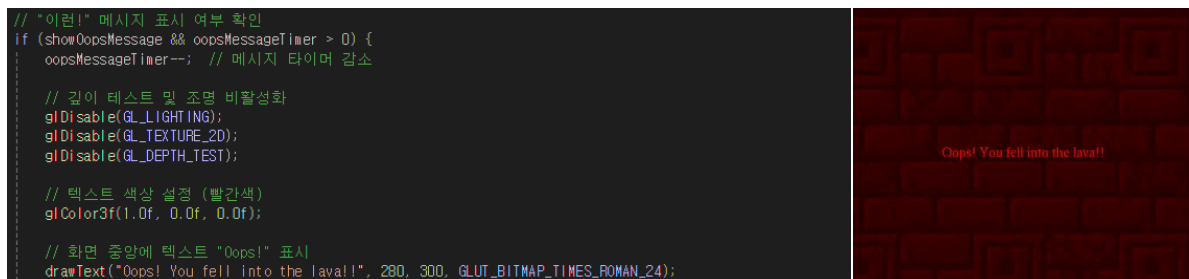 // "이런!" 메시지 표시 여부 확인
if (showOopsMessage && oopsMessageTimer > 0) {
oopsMessageTimer--; // 메시지 타이머 감소
// 깊이 테스트 및 조명 비활성화
glDisable(GL_LIGHTING);
glDisable(GL_TEXTURE_2D);
glDisable(GL_DEPTH_TEST);
// 텍스트 색상 설정 (빨간색)
glColor3f(1.0f, 0.0f, 0.0f);
// 화면 중앙에 텍스트 "Oops!" 표시
drawText("Oops! You fell into the lava!!", 280, 300, GLUT_BITMAP_TIMES_ROMAN_24);
Oops! You fell into the lava!!